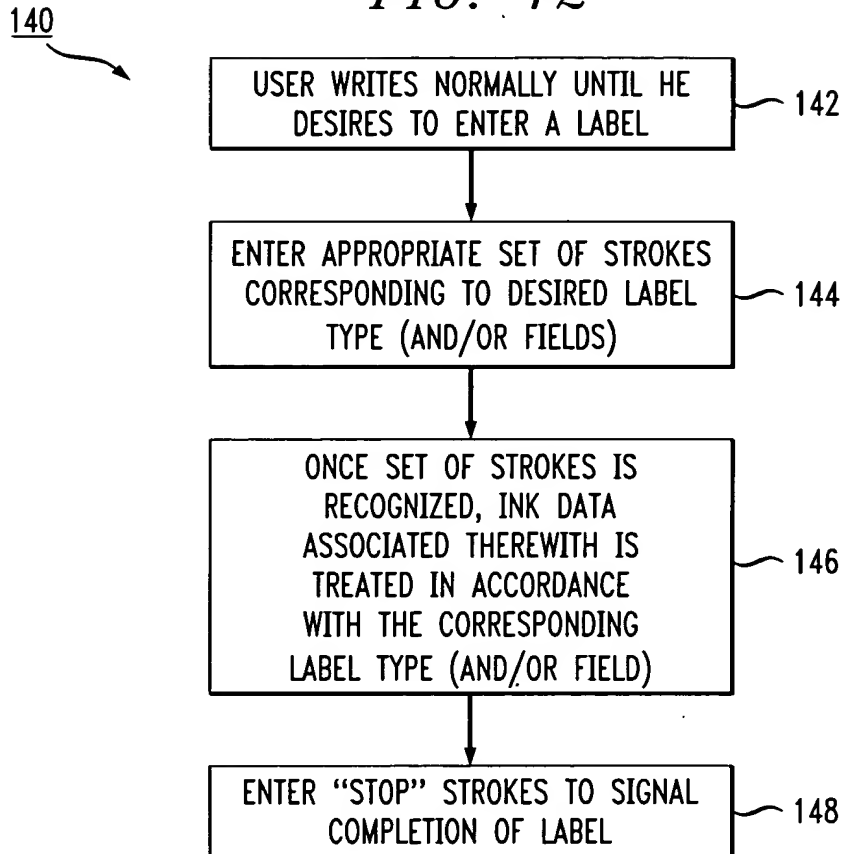 140
USER WRITES NORMALLY UNTIL HE
DESIRES TO ENTER A LABEL
142
ENTER APPROPRIATE SET OF STROKES
CORRESPONDING TO DESIRED LABEL
TYPE (AND/OR FIELDS)
144
ONCE SET OF STROKES IS
RECOGNIZED, INK DATA
ASSOCIATED THEREWITH IS
TREATED IN ACCORDANCE
WITH THE CORRESPONDING
LABEL TYPE (AND/OR FIELD)
146
ENTER “STOP” STROKES TO SIGNAL
COMPLETION OF LABEL
148